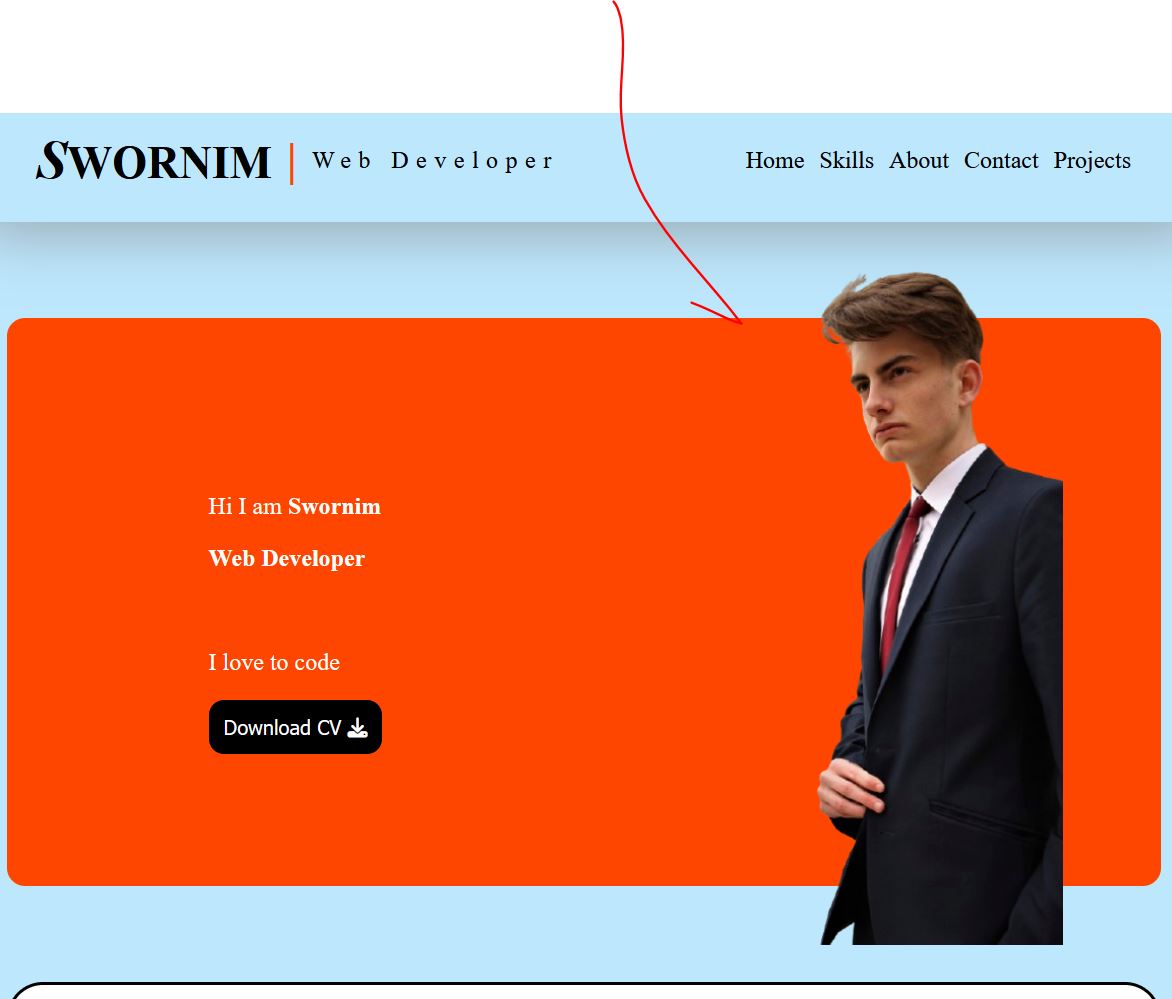 SWORNIM | Web Developer
Home Skills About Contact Projects
Hi I am Swornim
Web Developer
I love to code
Download CV